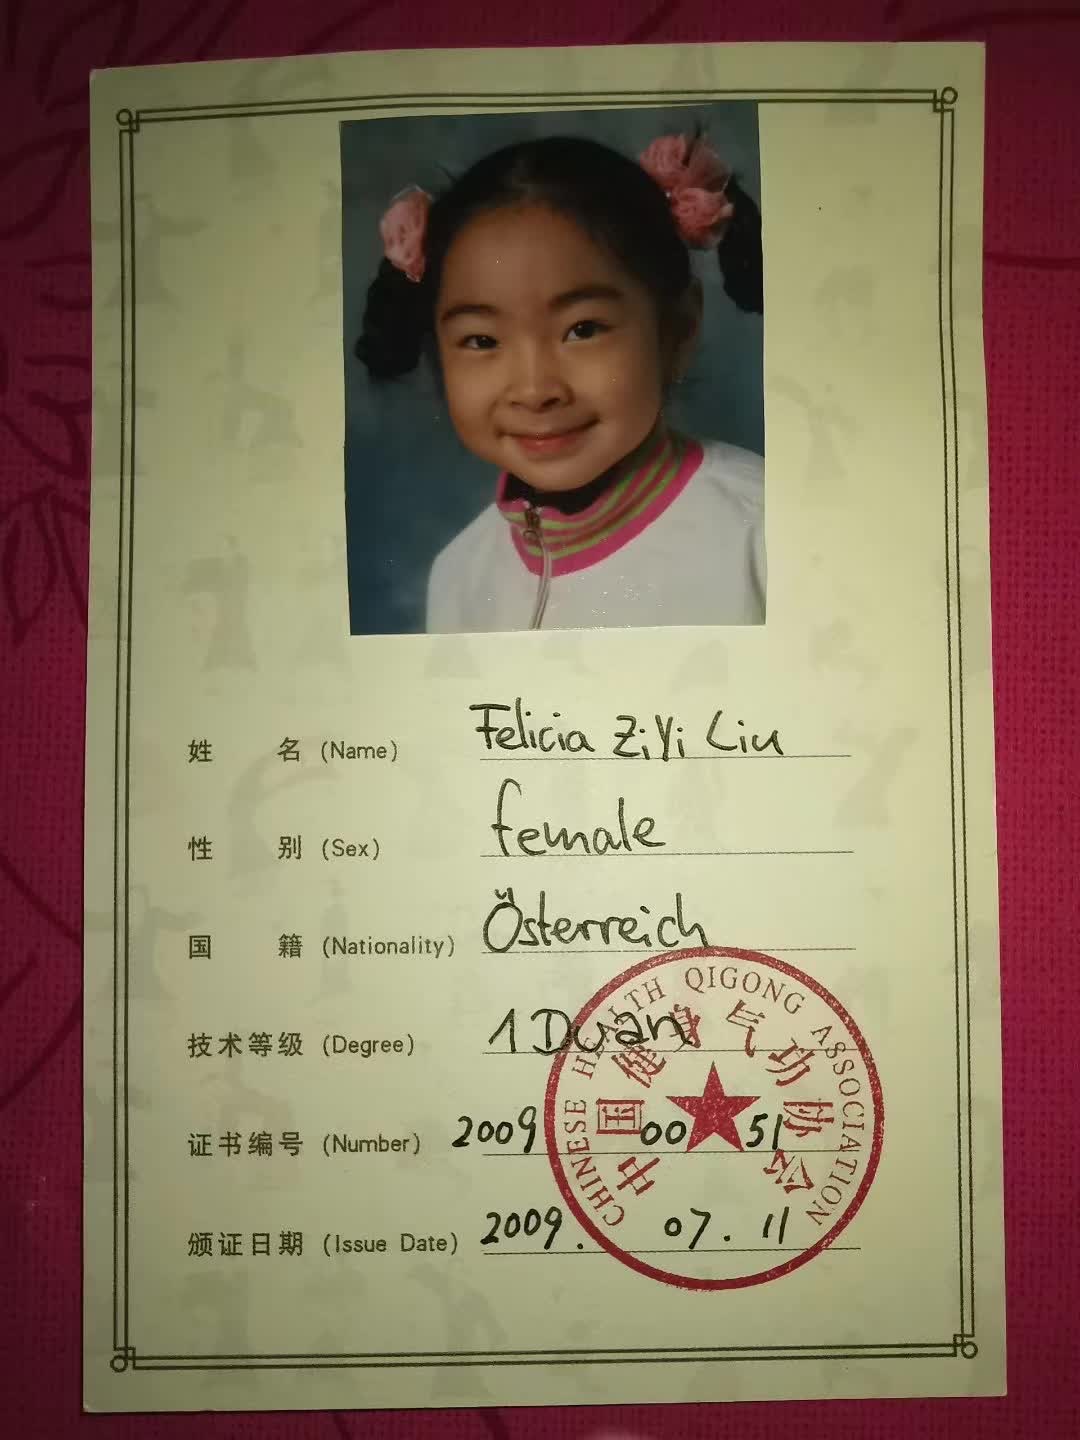 姓 名 (Name) Felicia ZiYi Liu
性 别 (Sex) female
国 籍 (Nationality) Österreich
技术等级 (Degree) 1 Duan
证书编号 (Number) 2009 00 51
颁证日期 (Issue Date) 2009. 07. 11
CHINESE HEALTH QIGONG ASSOCIATION
中国健身气功协会